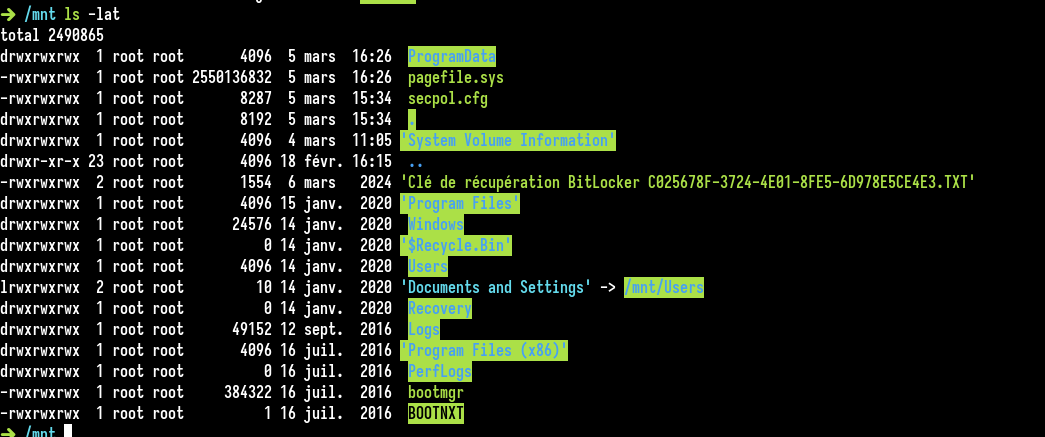 ➜ /mnt ls -lat
total 2490865
drwxrwxrwx  1 root root       4096  5 mars  16:26  ProgramData
-rwxrwxrwx  1 root root 2550136832  5 mars  16:26  pagefile.sys
-rwxrwxrwx  1 root root       8287  5 mars  15:34  secpol.cfg
drwxrwxrwx  1 root root       8192  5 mars  15:34  .
drwxrwxrwx  1 root root       4096  4 mars  11:05 'System Volume Information'
drwxr-xr-x 23 root root       4096 18 févr. 16:15  ..
-rwxrwxrwx  2 root root       1554  6 mars   2024 'Clé de récupération BitLocker C025678F-3724-4E01-8FE5-6D978E5CE4E3.TXT'
drwxrwxrwx  1 root root       4096 15 janv.  2020 'Program Files'
drwxrwxrwx  1 root root      24576 14 janv.  2020  Windows
drwxrwxrwx  1 root root          0 14 janv.  2020 '$Recycle.Bin'
drwxrwxrwx  1 root root       4096 14 janv.  2020  Users
lrwxrwxrwx  2 root root         10 14 janv.  2020 'Documents and Settings' -> /mnt/Users
drwxrwxrwx  1 root root          0 14 janv.  2020  Recovery
drwxrwxrwx  1 root root      49152 12 sept.  2016  Logs
drwxrwxrwx  1 root root       4096 16 juil.  2016 'Program Files (x86)'
drwxrwxrwx  1 root root          0 16 juil.  2016  PerfLogs
-rwxrwxrwx  1 root root     384322 16 juil.  2016  bootmgr
-rwxrwxrwx  1 root root          1 16 juil.  2016  BOOTNXT
➜ /mnt